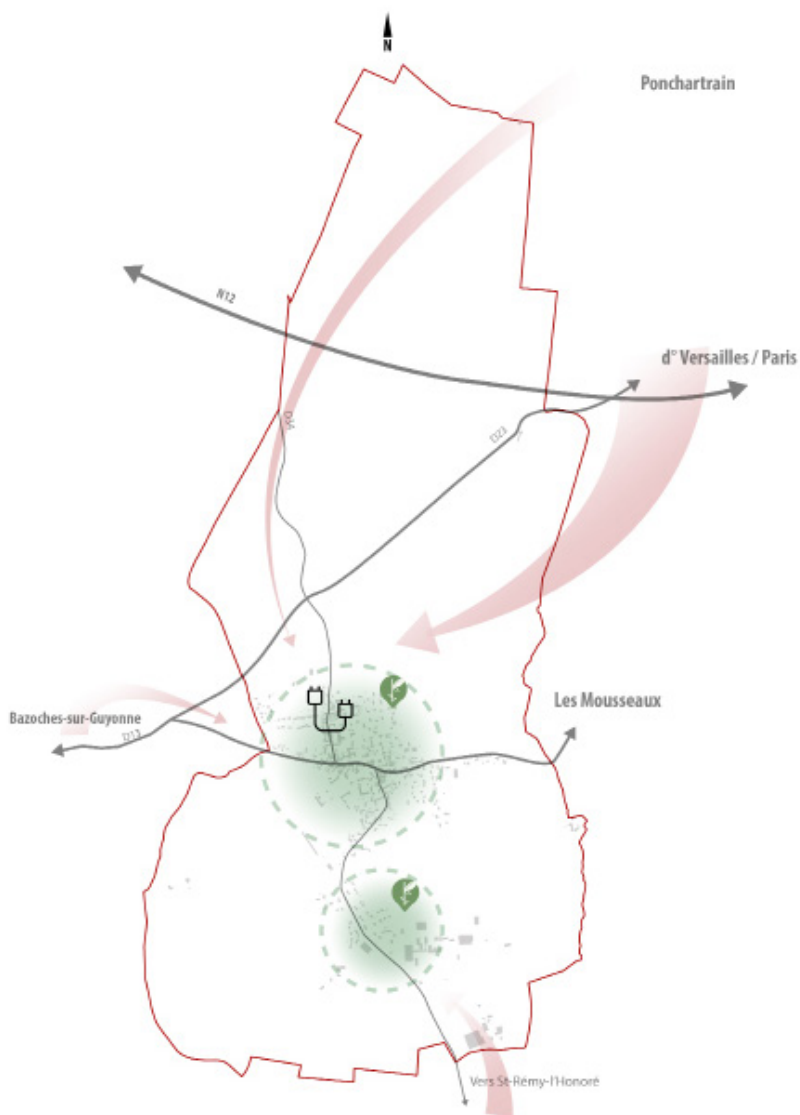 N
Ponchartrain
N12
d° Versailles / Paris
D23
Les Mousseaux
Bazoches-sur-Guyonne
D13
Vers St-Rémy-l'Honoré